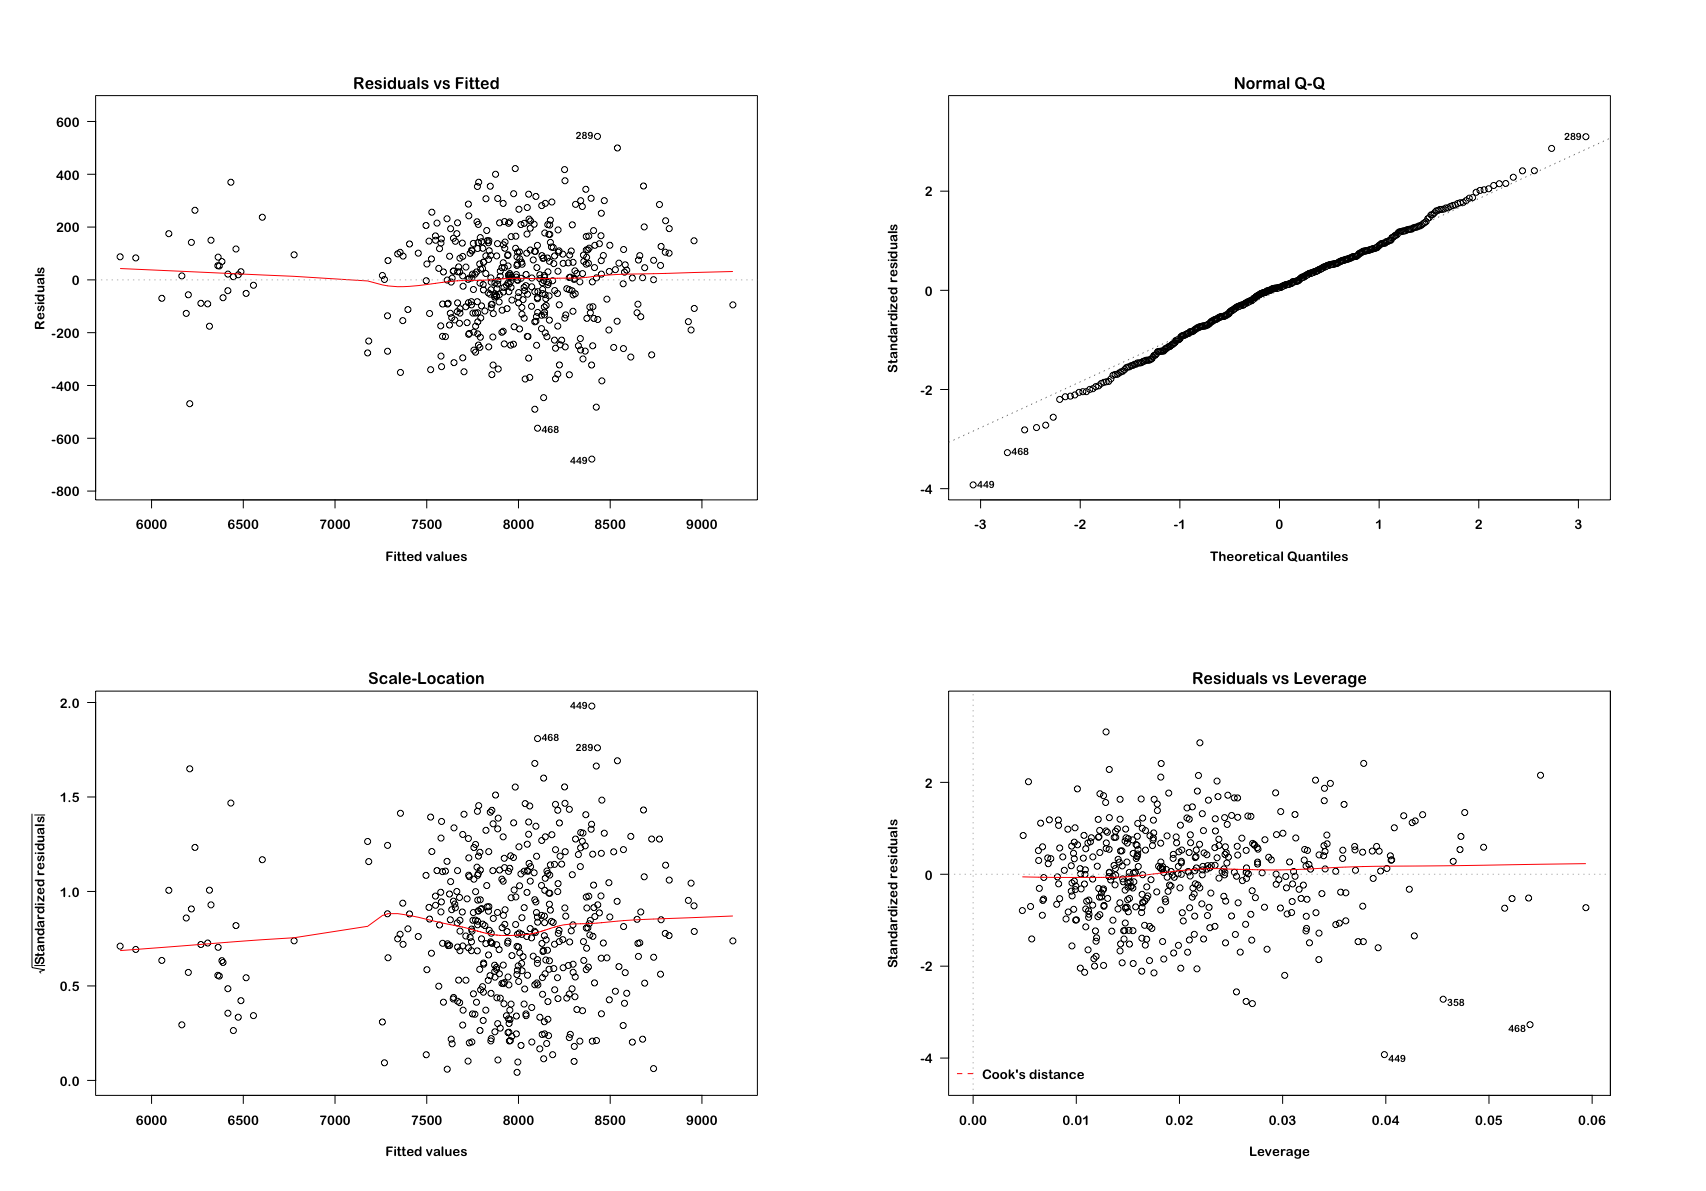 Residuals vs Fitted
600
400
200
0
-200
-400
-600
-800
Residuals
289
468
449
6000 6500 7000 7500 8000 8500 9000
Fitted values
Normal Q-Q
2
0
-2
-4
Standardized residuals
289
468
449
-3 -2 -1 0 1 2 3
Theoretical Quantiles
Scale-Location
2.0
1.5
1.0
0.5
0.0
√|Standardized residuals|
449
468
289
6000 6500 7000 7500 8000 8500 9000
Fitted values
Residuals vs Leverage
2
0
-2
-4
Standardized residuals
358
468
449
Cook's distance
0.00 0.01 0.02 0.03 0.04 0.05 0.06
Leverage